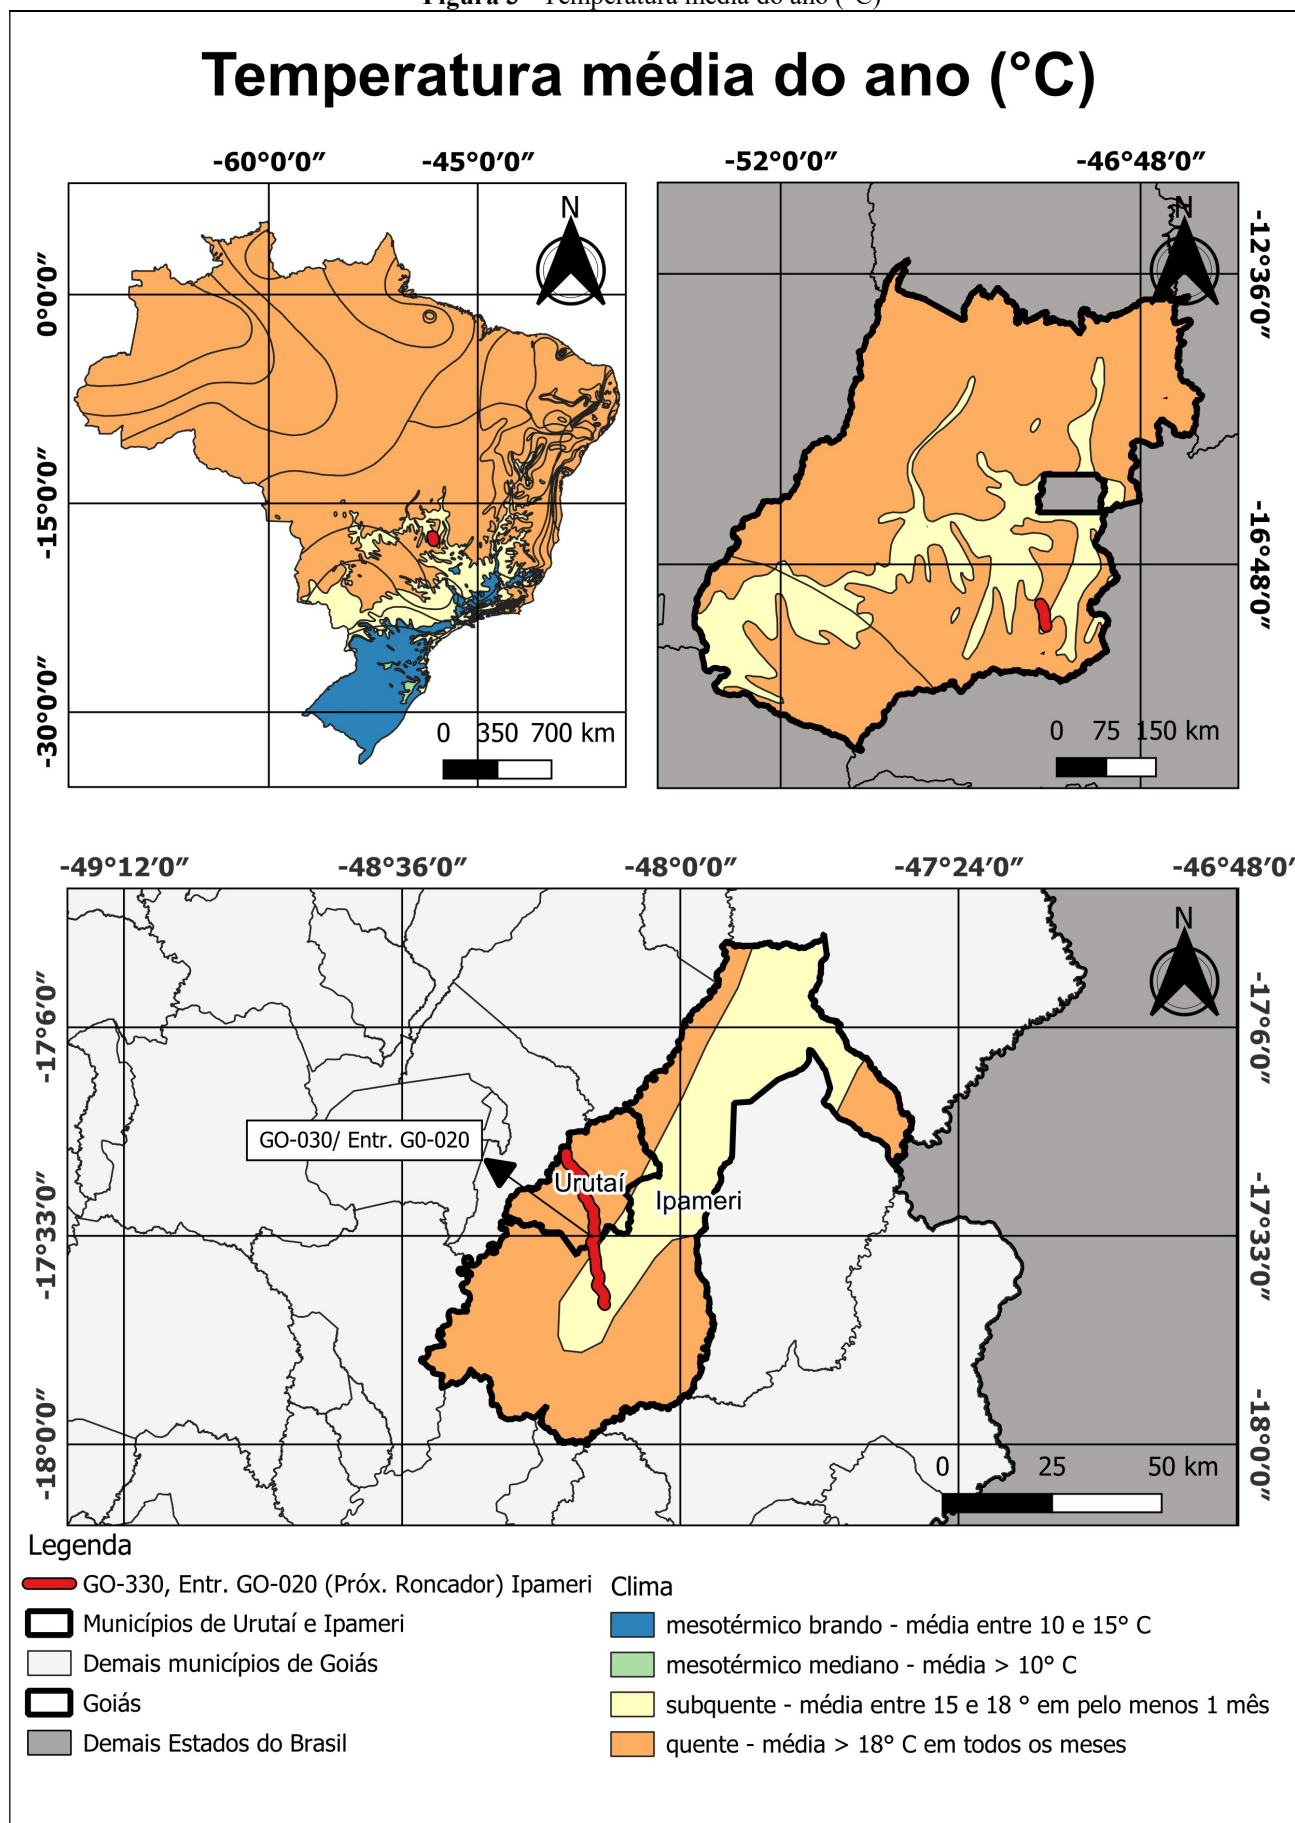 Figura 3 - Temperatura média do ano (°C)
Temperatura média do ano (°C)
-60°0′0″ -45°0′0″
-52°0′0″ -46°48′0″
N
N
0°0′0″
-15°0′0″
-30°0′0″
-12°36′0″
-16°48′0″
0 350 700 km
0 75 150 km
-49°12′0″ -48°36′0″ -48°0′0″ -47°24′0″ -46°48′0″
N
-17°6′0″
-17°33′0″
-18°0′0″
-17°6′0″
-17°33′0″
-18°0′0″
GO-030/ Entr. G0-020
Urutaí
Ipameri
0 25 50 km
Legenda
GO-330, Entr. GO-020 (Próx. Roncador) Ipameri
Municípios de Urutaí e Ipameri
Demais municípios de Goiás
Goiás
Demais Estados do Brasil
Clima
mesotérmico brando - média entre 10 e 15° C
mesotérmico mediano - média > 10° C
subquente - média entre 15 e 18 ° em pelo menos 1 mês
quente - média > 18° C em todos os meses